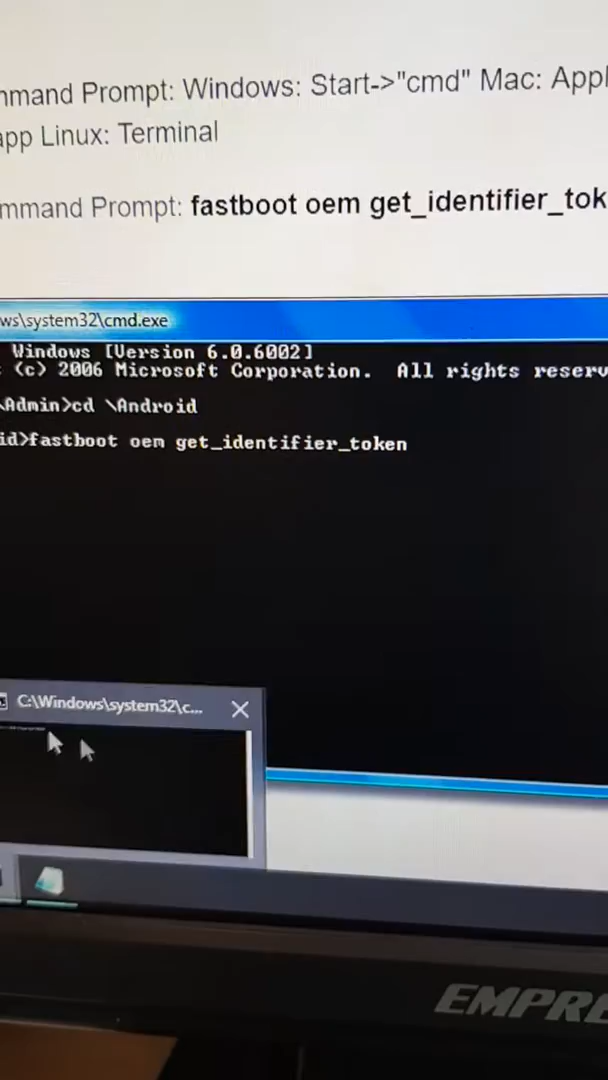 mmand Prompt: Windows: Start->"cmd" Mac: Appl
app Linux: Terminal
mmand Prompt: fastboot oem get_identifier_tok
ws\system32\cmd.exe
Windows [Version 6.0.6002]
(c) 2006 Microsoft Corporation. All rights reserv
\Admin>cd \Android
id>fastboot oem get_identifier_token
C:\Windows\system32\c...
EMPR